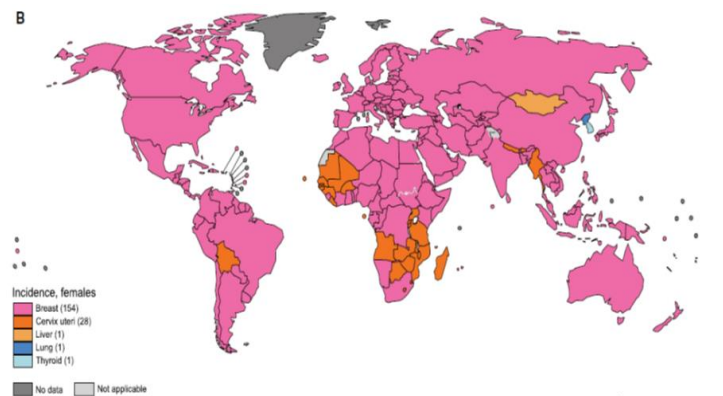 B
Incidence, females
Breast (154)
Cervix uteri (28)
Liver (1)
Lung (1)
Thyroid (1)
No data
Not applicable